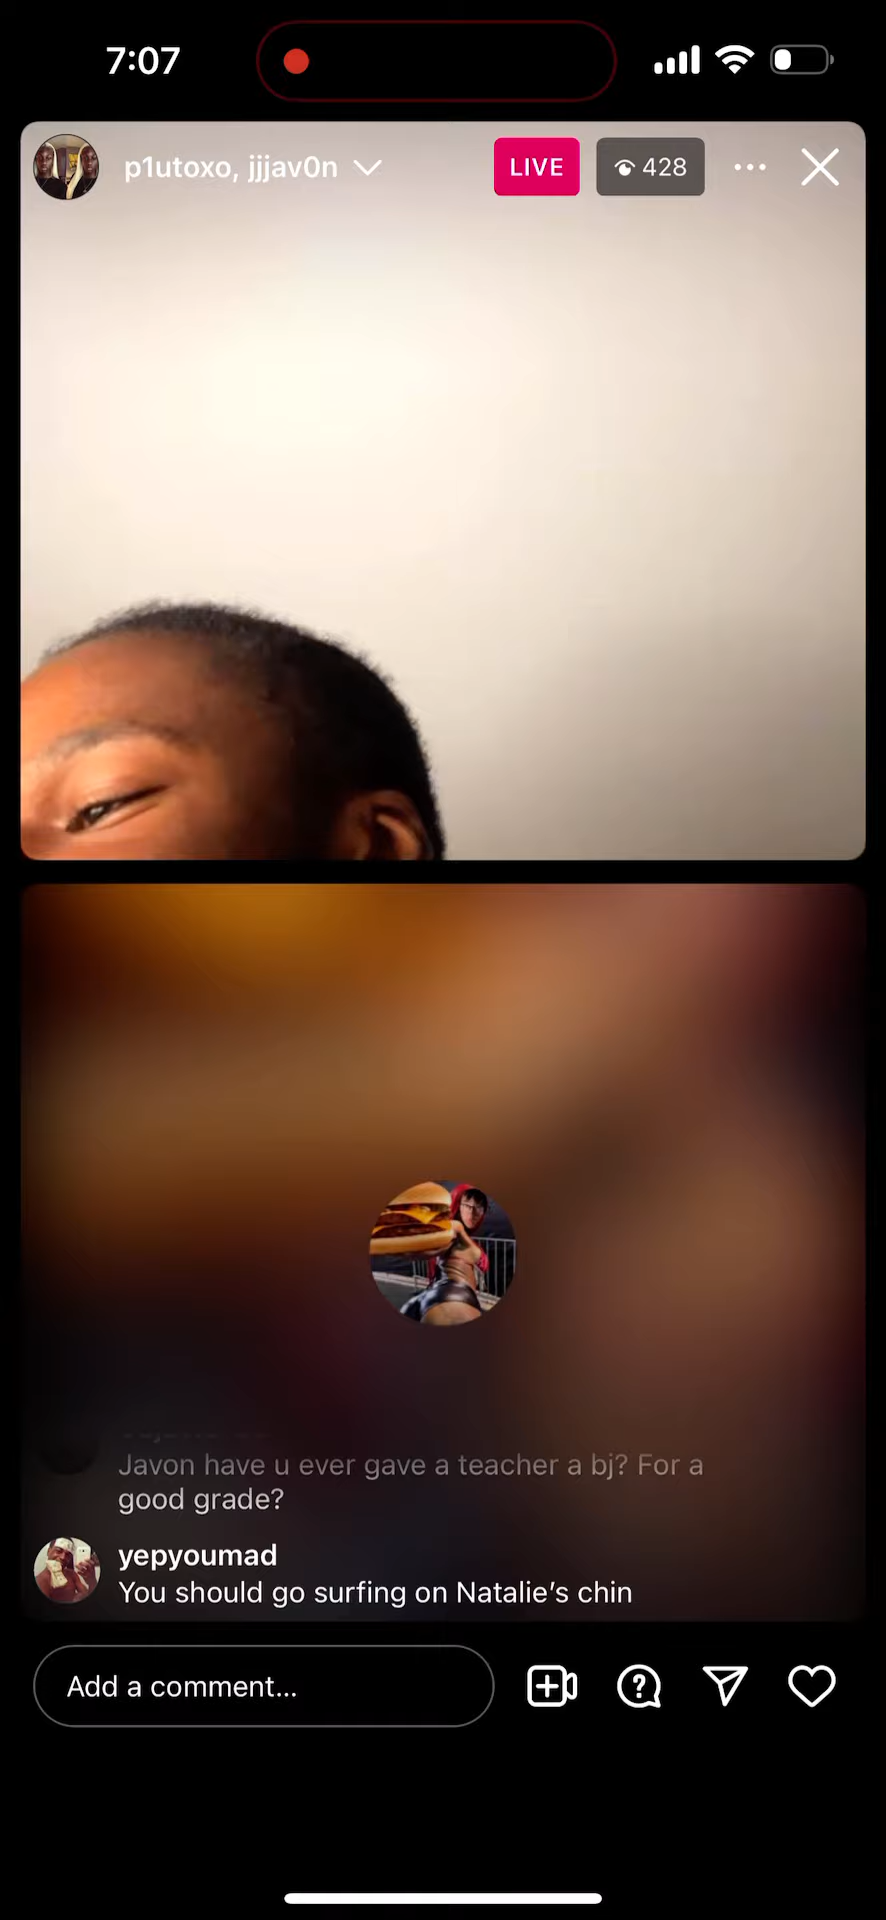 7:07
p1utoxo, jjjav0n
LIVE
428
Javon have u ever gave a teacher a bj? For a
good grade?
yepyoumad
You should go surfing on Natalie’s chin
Add a comment...